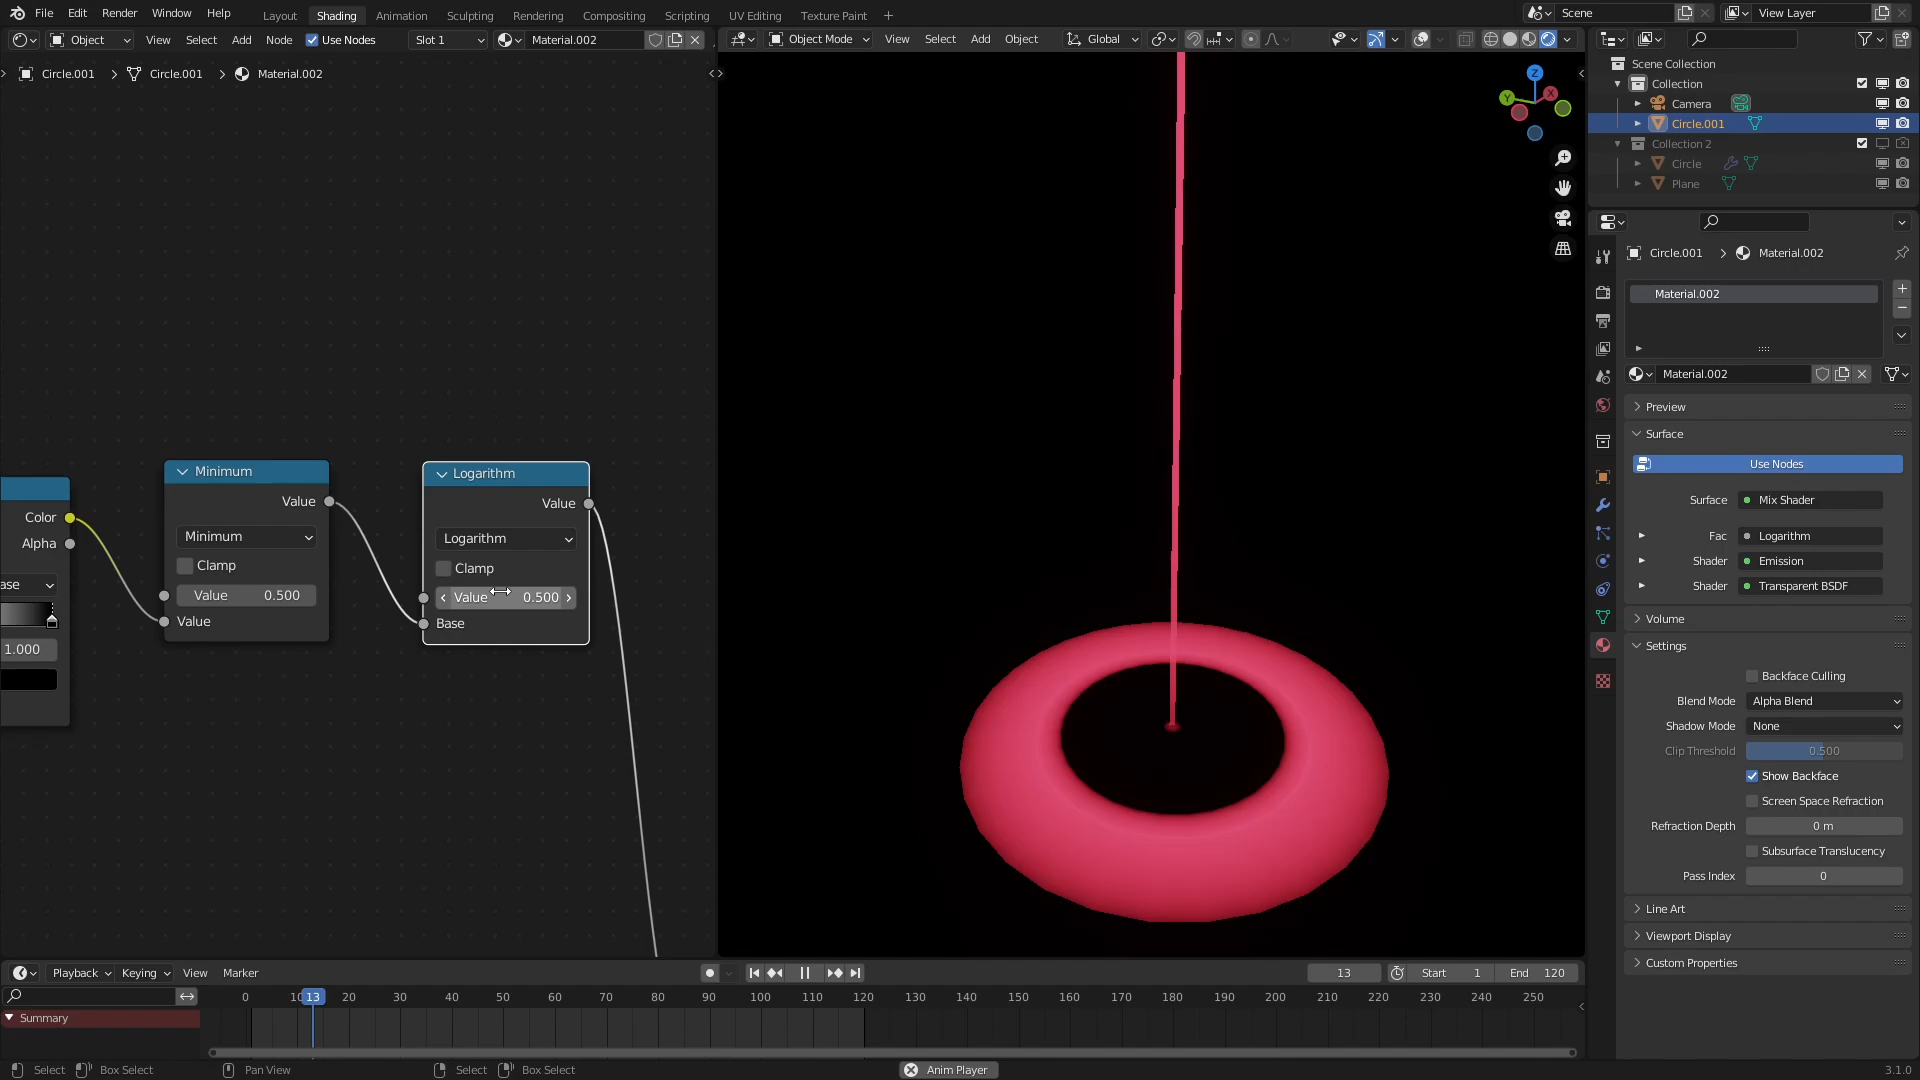 File Edit Render Window Help Layout Shading Animation Sculpting Rendering Compositing Scripting UV Editing Texture Paint + Scene View Layer
Object View Select Add Node Use Nodes Slot 1 Material.002 Object Mode View Select Add Object Global
Circle.001 > Circle.001 > Material.002
Z
Y
X
Scene Collection
Collection
Camera
Circle.001
Collection 2
Circle
Plane
Circle.001 > Material.002
Material.002
Material.002
Preview
Surface
Use Nodes
Surface Mix Shader
Fac Logarithm
Shader Emission
Shader Transparent BSDF
Volume
Settings
Backface Culling
Blend Mode Alpha Blend
Shadow Mode None
Clip Threshold 0.500
Show Backface
Screen Space Refraction
Refraction Depth 0 m
Subsurface Translucency
Pass Index 0
Line Art
Viewport Display
Custom Properties
Color
Alpha
ase
1.000
Minimum
Value
Minimum
Clamp
Value 0.500
Value
Logarithm
Value
Logarithm
Clamp
Value 0.500
Base
Playback Keying View Marker 13 Start 1 End 120
0 10 13 20 30 40 50 60 70 80 90 100 110 120 130 140 150 160 170 180 190 200 210 220 230 240 250
Summary
Select Box Select Pan View Select Box Select Anim Player 3.1.0